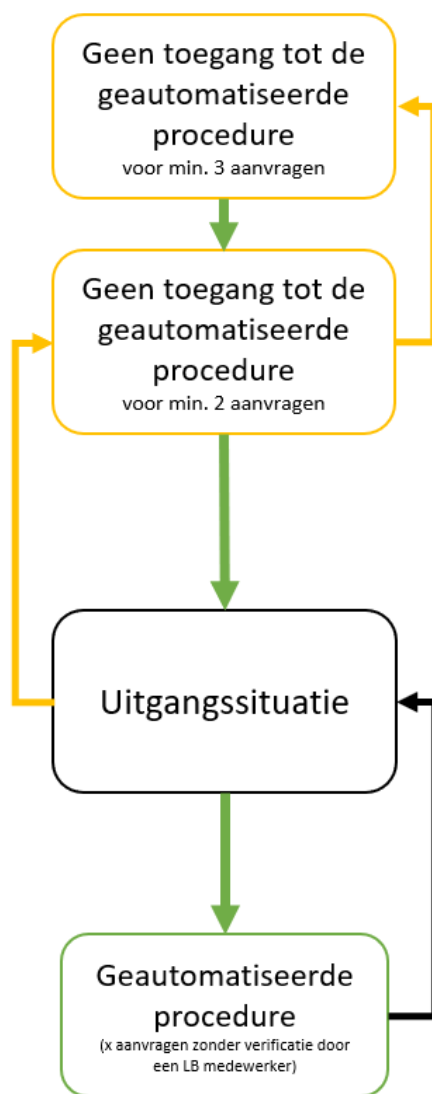 Geen toegang tot de
geautomatiseerde
procedure
voor min. 3 aanvragen
Geen toegang tot de
geautomatiseerde
procedure
voor min. 2 aanvragen
Uitgangssituatie
Geautomatiseerde
procedure
(x aanvragen zonder verificatie door
een LB medewerker)